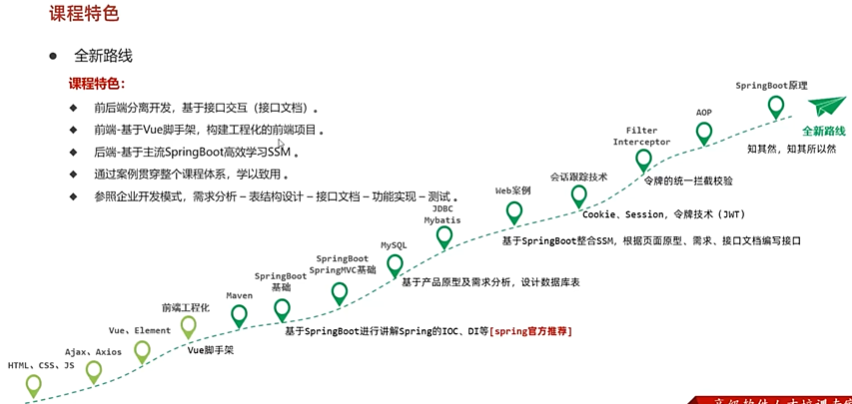 课程特色
● 全新路线
课程特色：
◆ 前后端分离开发，基于接口交互（接口文档）。
◆ 前端-基于Vue脚手架，构建工程化的前端项目。
◆ 后端-基于主流SpringBoot高效学习SSM。
◆ 通过案例贯穿整个课程体系，学以致用。
◆ 参照企业开发模式，需求分析 – 表结构设计 – 接口文档 – 功能实现 – 测试。
HTML、CSS、JS
Ajax、Axios
Vue、Element
前端工程化
Vue脚手架
Maven
SpringBoot
基础
基于SpringBoot进行讲解Spring的IOC、DI等[spring官方推荐]
SpringBoot
SpringMVC基础
MySQL
基于产品原型及需求分析，设计数据库表
JDBC
Mybatis
Web案例
基于SpringBoot整合SSM，根据页面原型、需求、接口文档编写接口
会话跟踪技术
Cookie、Session，令牌技术（JWT）
Filter
Interceptor
令牌的统一拦截校验
AOP
SpringBoot原理
知其然，知其所以然
全新路线
高级软件人才培训专家